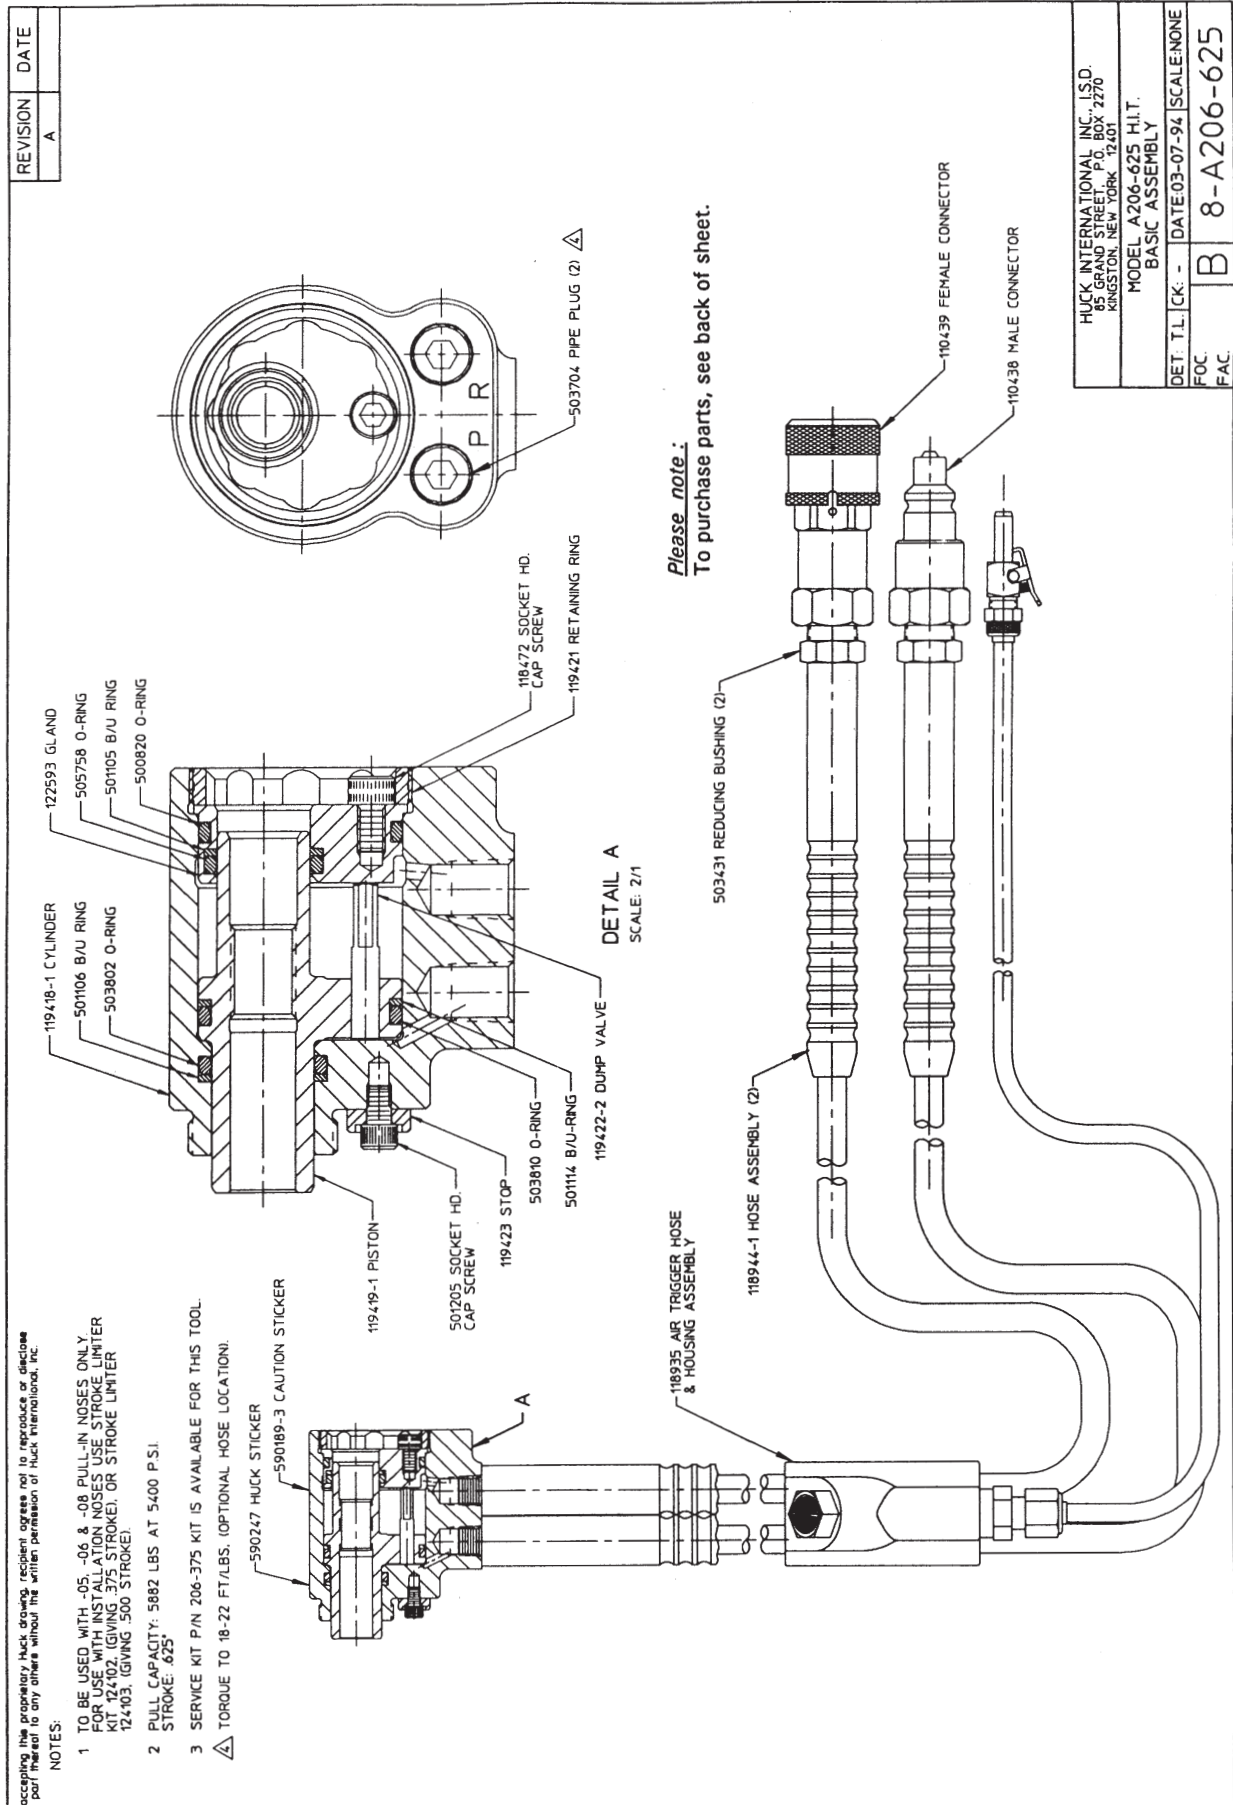 accepting this proprietary Huck drawing, recipient agrees not to reproduce or disclose
part thereof to any others without the written permission of Huck International, Inc.
NOTES:
1 TO BE USED WITH -05, -06 & -08 PULL-IN NOSES ONLY.
FOR USE WITH INSTALLATION NOSES USE STROKE LIMITER
KIT 124102, (GIVING .375 STROKE), OR STROKE LIMITER
124103, (GIVING .500 STROKE).
2 PULL CAPACITY: 5882 LBS AT 5400 P.S.I.
STROKE: .625"
3 SERVICE KIT P/N 206-375 KIT IS AVAILABLE FOR THIS TOOL.
4 TORQUE TO 18-22 FT/LBS. (OPTIONAL HOSE LOCATION).
REVISION DATE
A
119418-1 CYLINDER
501106 B/U RING
503802 O-RING
122593 GLAND
505758 O-RING
501105 B/U RING
500820 O-RING
118472 SOCKET HD.
CAP SCREW
119421 RETAINING RING
119419-1 PISTON
501205 SOCKET HD.
CAP SCREW
119423 STOP
503810 O-RING
501114 B/U-RING
119422-2 DUMP VALVE
DETAIL A
SCALE: 2/1
P R
503704 PIPE PLUG (2) 4
590247 HUCK STICKER
590189-3 CAUTION STICKER
A
Please note :
To purchase parts, see back of sheet.
118935 AIR TRIGGER HOSE
& HOUSING ASSEMBLY
118944-1 HOSE ASSEMBLY (2)
503431 REDUCING BUSHING (2)
110439 FEMALE CONNECTOR
110438 MALE CONNECTOR
HUCK INTERNATIONAL INC., I.S.D.
85 GRAND STREET, P.O. BOX 2270
KINGSTON, NEW YORK 12401
MODEL A206-625 H.I.T.
BASIC ASSEMBLY
DET: T.L. CK: - DATE:03-07-94 SCALE:NONE
FOC.
FAC.
B 8-A206-625